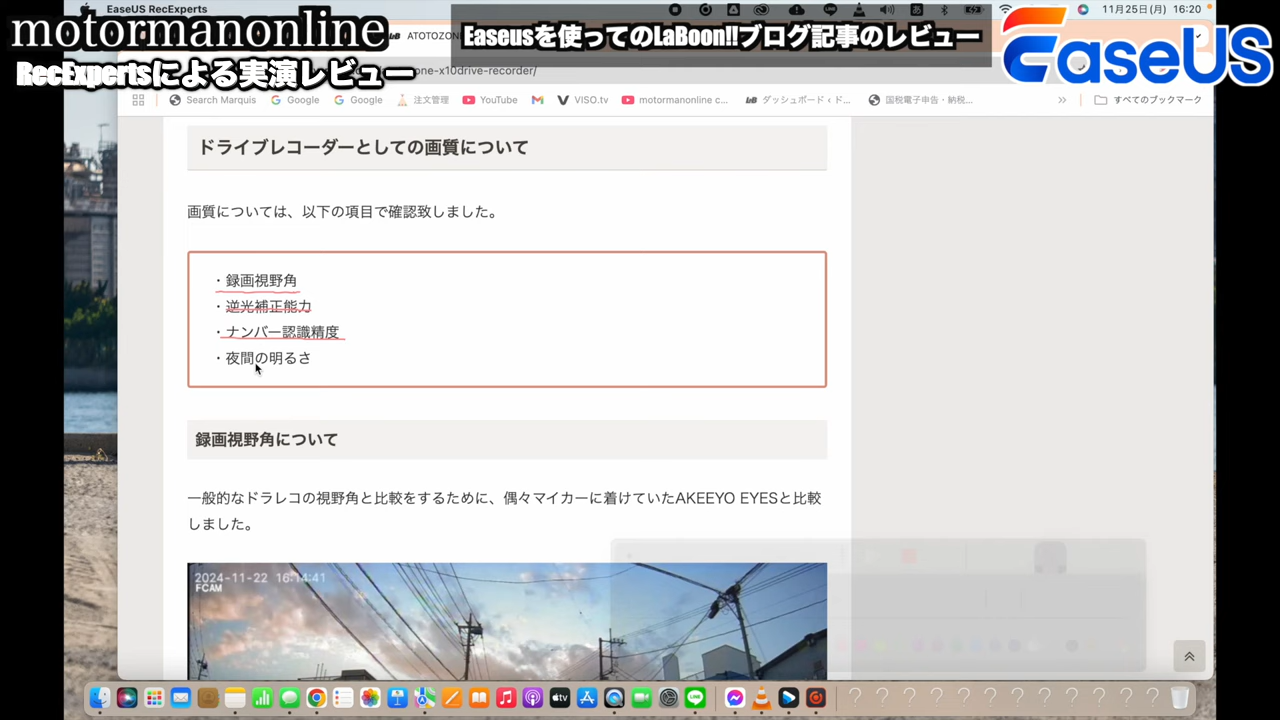 EaseUS RecExperts
11月25日(月) 16:20
motormanonline
RecExpertsによる実演レビュー
Easeusを使ってのLaBoon!!ブログ記事のレビュー
EaseUS
ATOTOZON
one-x10drive-recorder/
Search Marquis
Google
Google
注文管理
YouTube
VISO.tv
motormanonline c...
ダッシュボード ‹ ド...
国税電子申告・納税...
すべてのブックマーク
ドライブレコーダーとしての画質について
画質については、以下の項目で確認致しました。
・録画視野角
・逆光補正能力
・ナンバー認識精度
・夜間の明るさ
録画視野角について
一般的なドラレコの視野角と比較をするために、偶々マイカーに着けていたAKEEYO EYESと比較
しました。
2024-11-22 16:14:41
FCAM